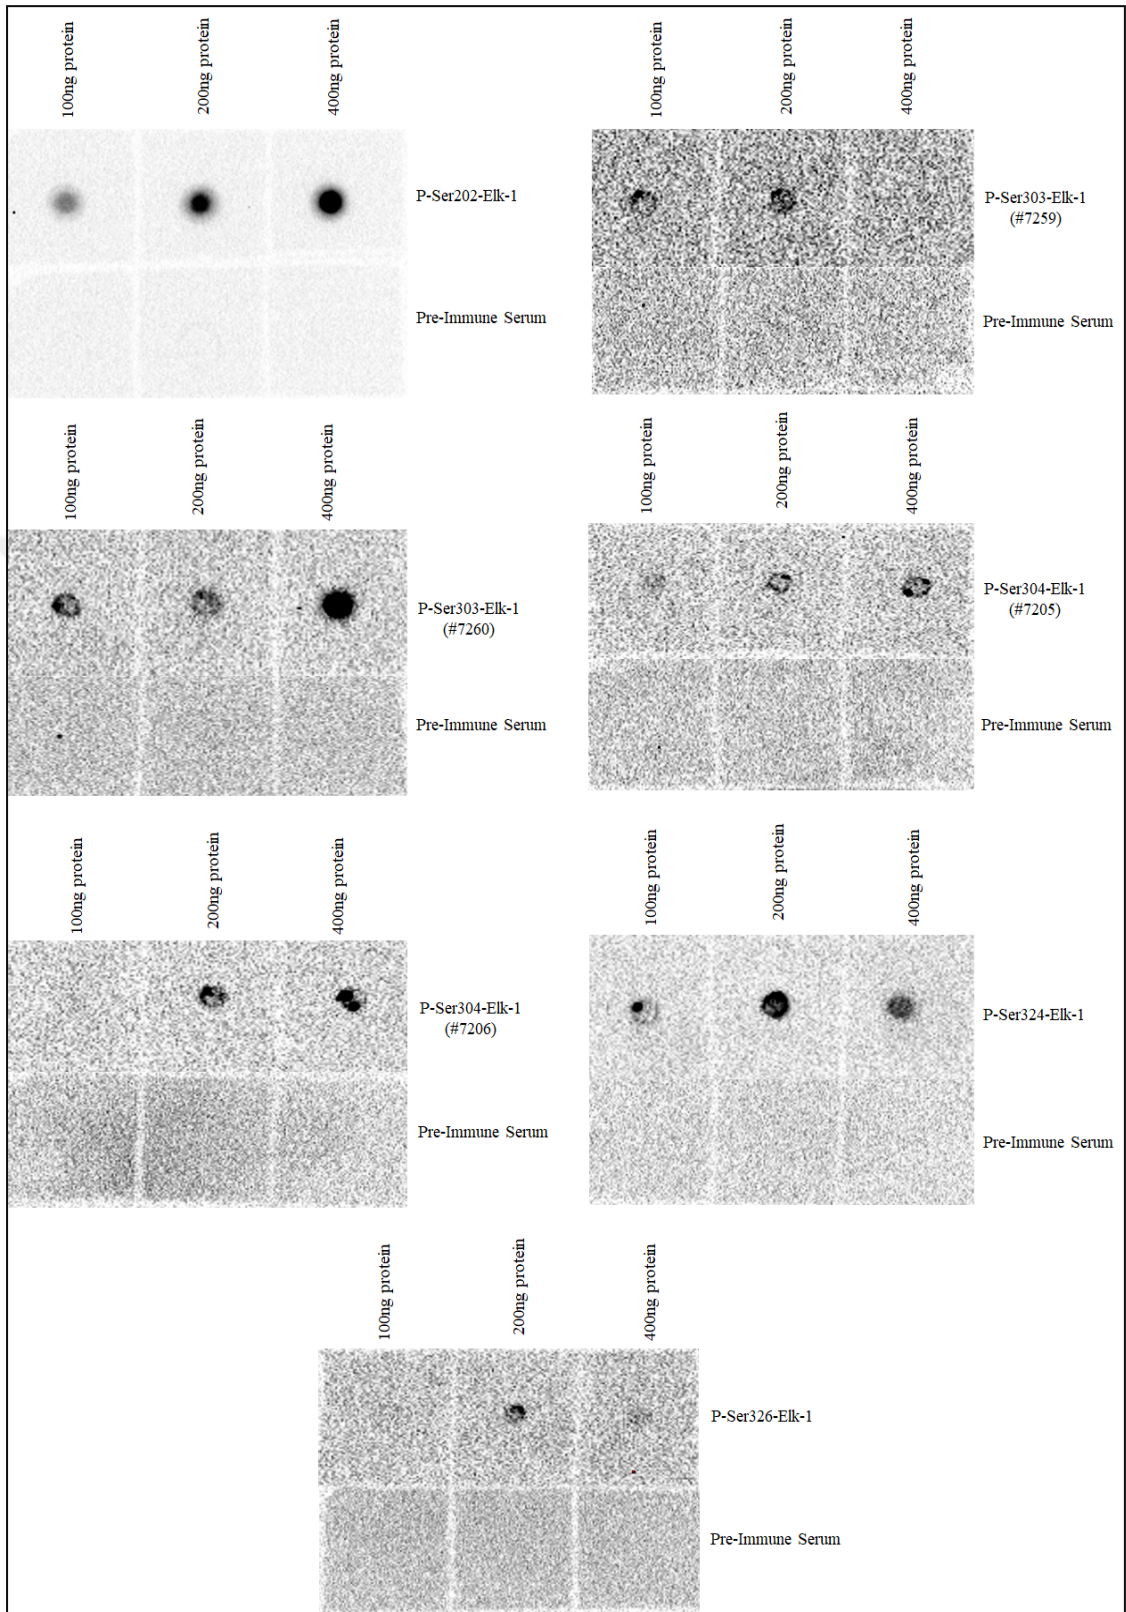 100ng protein
200ng protein
400ng protein
P-Ser202-Elk-1
Pre-Immune Serum
100ng protein
200ng protein
400ng protein
P-Ser303-Elk-1
(#7259)
Pre-Immune Serum
100ng protein
200ng protein
400ng protein
P-Ser303-Elk-1
(#7260)
Pre-Immune Serum
100ng protein
200ng protein
400ng protein
P-Ser304-Elk-1
(#7205)
Pre-Immune Serum
100ng protein
200ng protein
400ng protein
P-Ser304-Elk-1
(#7206)
Pre-Immune Serum
100ng protein
200ng protein
400ng protein
P-Ser324-Elk-1
Pre-Immune Serum
100ng protein
200ng protein
400ng protein
P-Ser326-Elk-1
Pre-Immune Serum